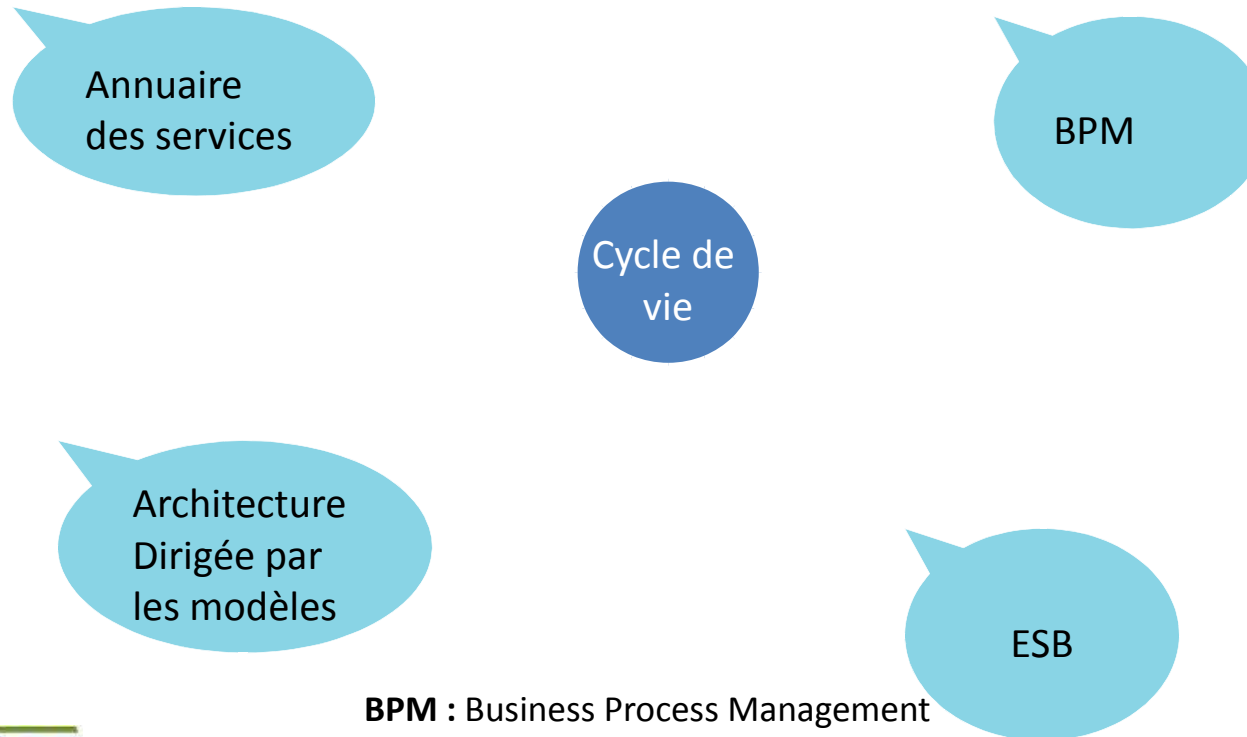 Annuaire
des services
BPM
Cycle de
vie
Architecture
Dirigée par
les modèles
ESB
BPM : Business Process Management